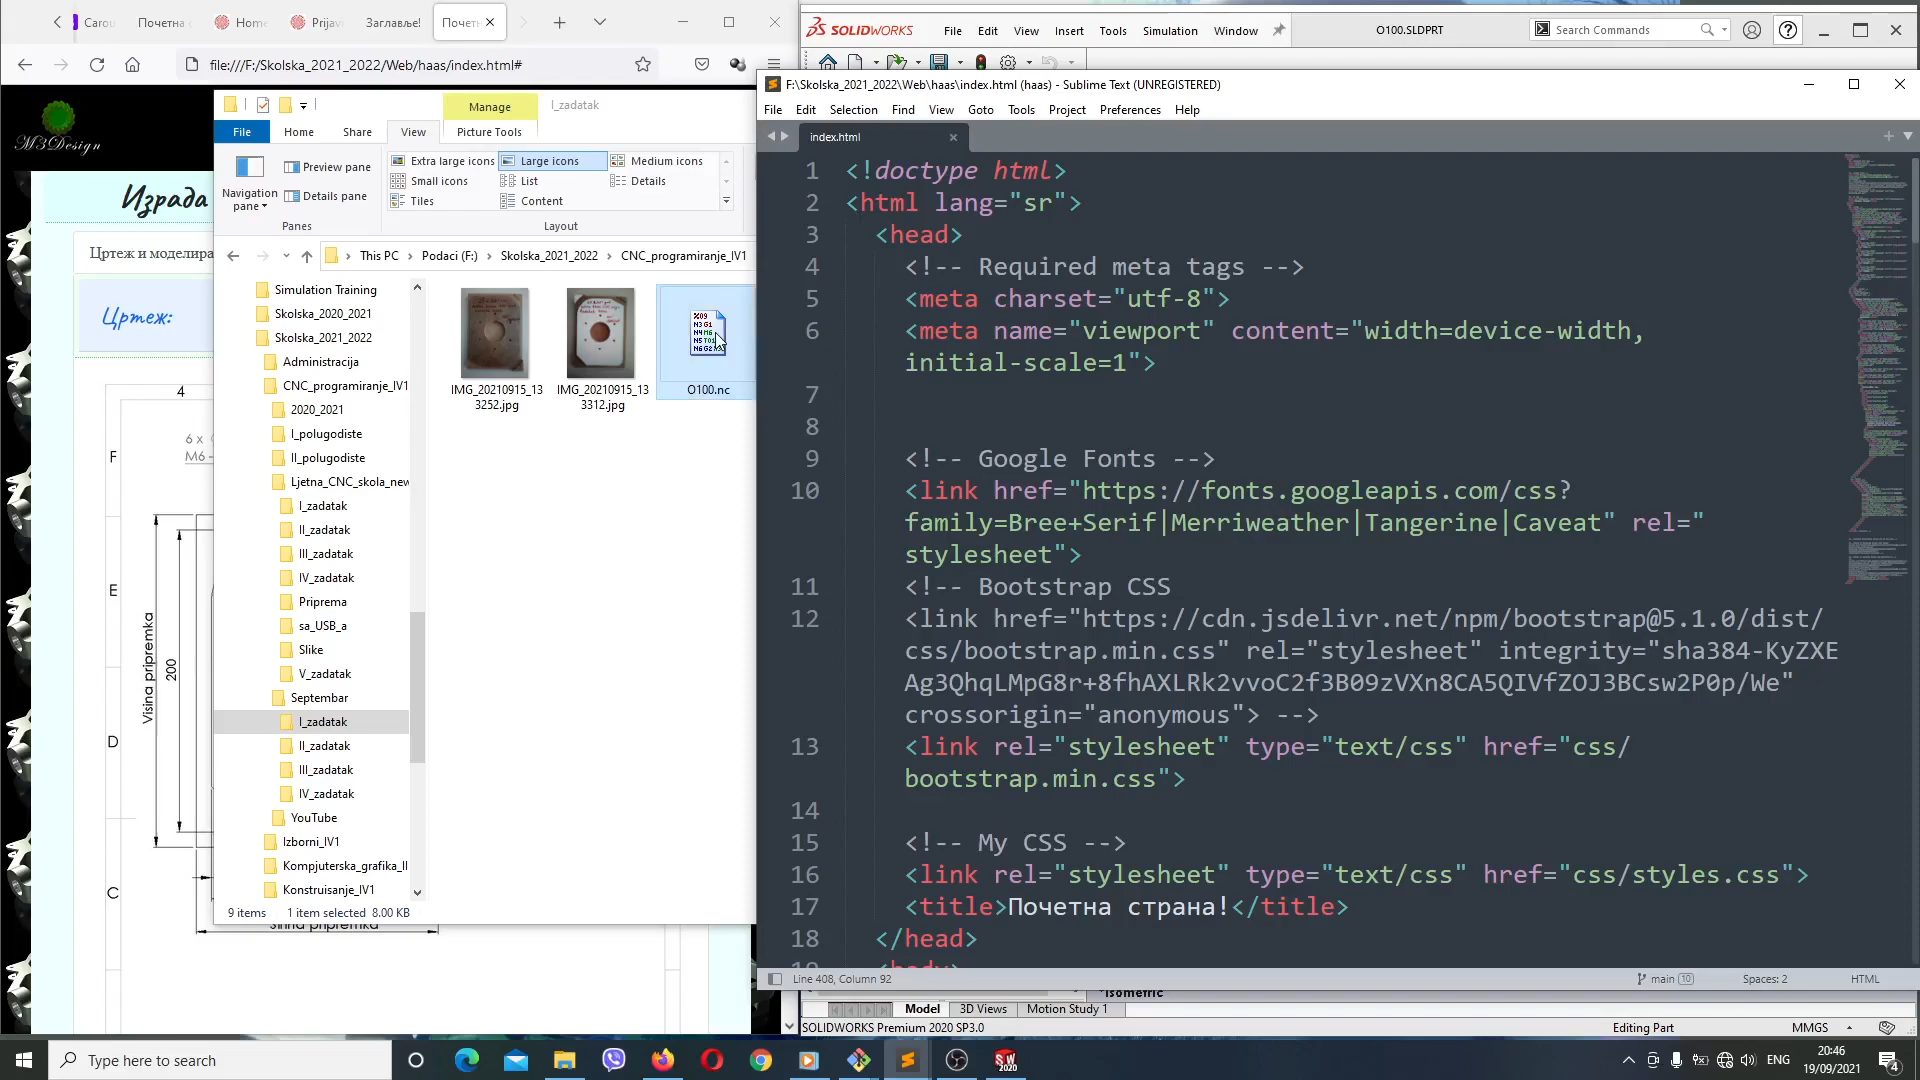 Carou
Почетна с
Home
Prijav
Заглавље!
Почетн
file:///F:/Skolska_2021_2022/Web/haas/index.html#
M3Design
Израда
Цртеж и моделира
Цртеж:
4
6 x
M6 -
F
E
D
C
Visina pripremka
200
Sirina pripremka
Manage
I_zadatak
File
Home
Share
View
Picture Tools
Navigation
pane
Preview pane
Details pane
Panes
Extra large icons
Large icons
Medium icons
Small icons
List
Details
Tiles
Content
Layout
This PC
Podaci (F:)
Skolska_2021_2022
CNC_programiranje_IV1
Simulation Training
Skolska_2020_2021
Skolska_2021_2022
Administracija
CNC_programiranje_IV1
2020_2021
I_polugodiste
II_polugodiste
Ljetna_CNC_skola_new
I_zadatak
II_zadatak
III_zadatak
IV_zadatak
Priprema
sa_USB_a
Slike
V_zadatak
Septembar
I_zadatak
II_zadatak
III_zadatak
IV_zadatak
YouTube
Izborni_IV1
Kompjuterska_grafika_II
Konstruisanje_IV1
IMG_20210915_13
3252.jpg
IMG_20210915_13
3312.jpg
O100.nc
9 items
1 item selected 8.00 KB
SOLIDWORKS
File
Edit
View
Insert
Tools
Simulation
Window
O100.SLDPRT
Search Commands
F:\Skolska_2021_2022\Web\haas\index.html (haas) - Sublime Text (UNREGISTERED)
File Edit Selection Find View Goto Tools Project Preferences Help
index.html
1 <!doctype html>
2 <html lang="sr">
3 <head>
4 <!-- Required meta tags -->
5 <meta charset="utf-8">
6 <meta name="viewport" content="width=device-width,
initial-scale=1">
7
8
9 <!-- Google Fonts -->
10 <link href="https://fonts.googleapis.com/css?
family=Bree+Serif|Merriweather|Tangerine|Caveat" rel="
stylesheet">
11 <!-- Bootstrap CSS
12 <link href="https://cdn.jsdelivr.net/npm/bootstrap@5.1.0/dist/
css/bootstrap.min.css" rel="stylesheet" integrity="sha384-KyZXE
Ag3QhqLMpG8r+8fhAXLRk2vvoC2f3B09zVXn8CA5QIVfZOJ3BCsw2P0p/We"
crossorigin="anonymous"> -->
13 <link rel="stylesheet" type="text/css" href="css/
bootstrap.min.css">
14
15 <!-- My CSS -->
16 <link rel="stylesheet" type="text/css" href="css/styles.css">
17 <title>Почетна страна!</title>
18 </head>
Line 408, Column 92
main
10
Spaces: 2
HTML
*Isometric
Model
3D Views
Motion Study 1
SOLIDWORKS Premium 2020 SP3.0
Editing Part
MMGS
Type here to search
ENG
20:46
19/09/2021
4